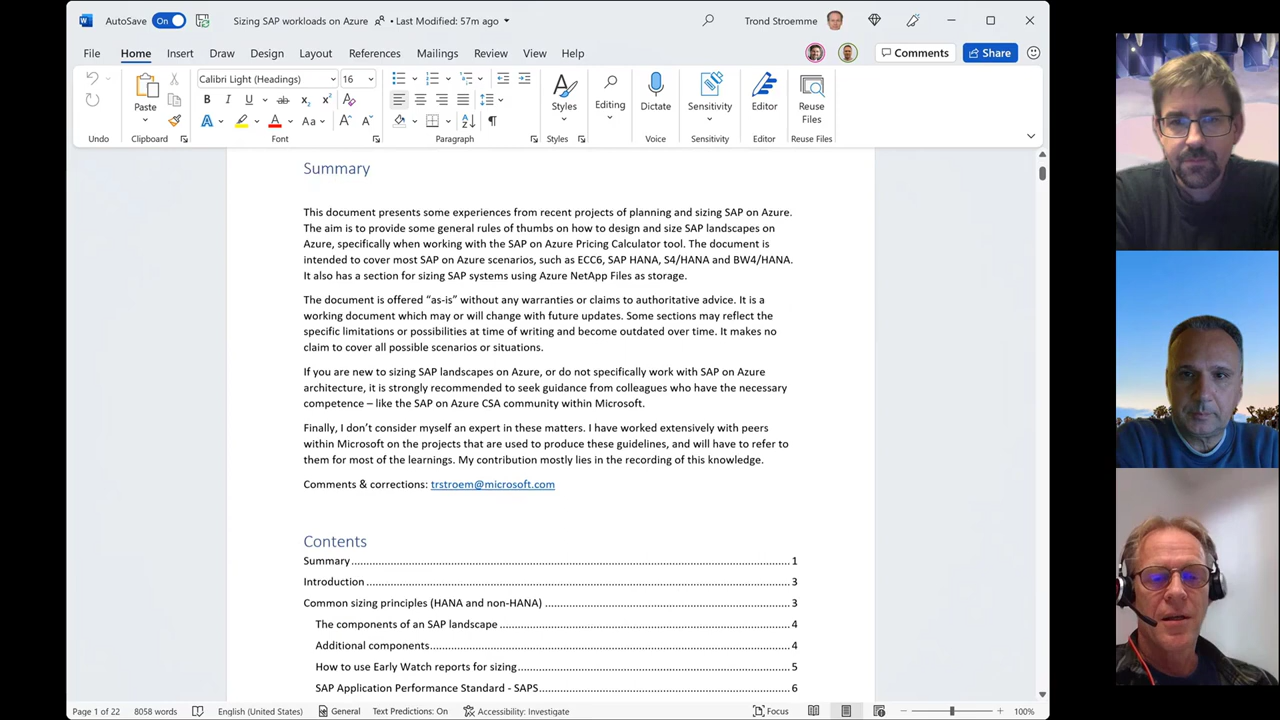 AutoSave On Sizing SAP workloads on Azure • Last Modified: 57m ago Trond Stroemme
File Home Insert Draw Design Layout References Mailings Review View Help Comments Share
Calibri Light (Headings) 16
Paste Styles Editing Dictate Sensitivity Editor Reuse Files
B I U ab x₂ x² A
A A Aa A A
Undo Clipboard Font Paragraph Styles Voice Sensitivity Editor Reuse Files
Summary
This document presents some experiences from recent projects of planning and sizing SAP on Azure.
The aim is to provide some general rules of thumbs on how to design and size SAP landscapes on
Azure, specifically when working with the SAP on Azure Pricing Calculator tool. The document is
intended to cover most SAP on Azure scenarios, such as ECC6, SAP HANA, S4/HANA and BW4/HANA.
It also has a section for sizing SAP systems using Azure NetApp Files as storage.
The document is offered “as-is” without any warranties or claims to authoritative advice. It is a
working document which may or will change with future updates. Some sections may reflect the
specific limitations or possibilities at time of writing and become outdated over time. It makes no
claim to cover all possible scenarios or situations.
If you are new to sizing SAP landscapes on Azure, or do not specifically work with SAP on Azure
architecture, it is strongly recommended to seek guidance from colleagues who have the necessary
competence – like the SAP on Azure CSA community within Microsoft.
Finally, I don’t consider myself an expert in these matters. I have worked extensively with peers
within Microsoft on the projects that are used to produce these guidelines, and will have to refer to
them for most of the learnings. My contribution mostly lies in the recording of this knowledge.
Comments & corrections: trstroem@microsoft.com
Contents
Summary 1
Introduction 3
Common sizing principles (HANA and non-HANA) 3
The components of an SAP landscape 4
Additional components 4
How to use Early Watch reports for sizing 5
SAP Application Performance Standard - SAPS 6
Page 1 of 22 8058 words English (United States) General Text Predictions: On Accessibility: Investigate Focus 100%